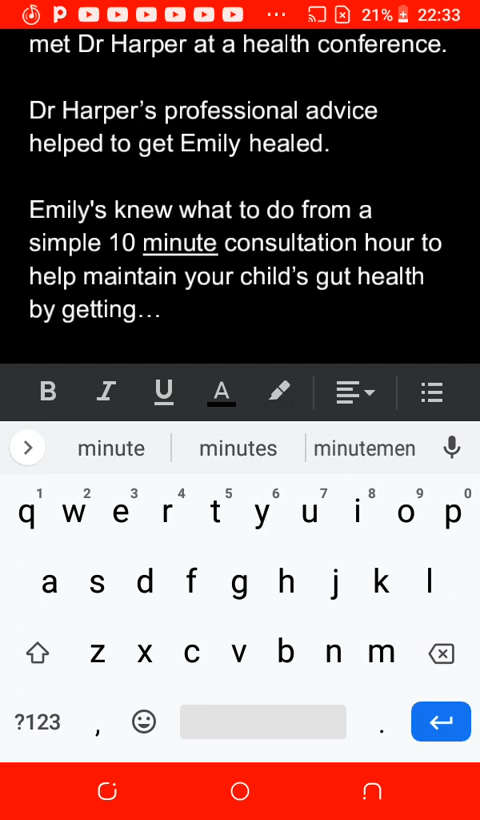 21% 22:33
met Dr Harper at a health conference.
Dr Harper’s professional advice
helped to get Emily healed.
Emily's knew what to do from a
simple 10 minute consultation hour to
help maintain your child’s gut health
by getting…
B I U A
minute minutes minutemen
1 2 3 4 5 6 7 8 9 0
q w e r t y u i o p
a s d f g h j k l
z x c v b n m
?123 , .